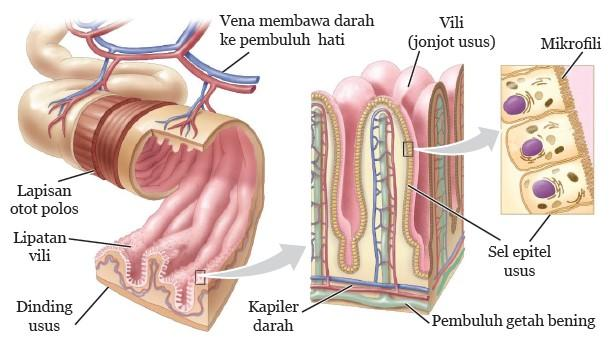 Vena membawa darah
ke pembuluh hati
Vili
(jonjot usus)
Mikrofili
Lapisan
otot polos
Lipatan
vili
Dinding
usus
Kapiler
darah
Sel epitel
usus
Pembuluh getah bening